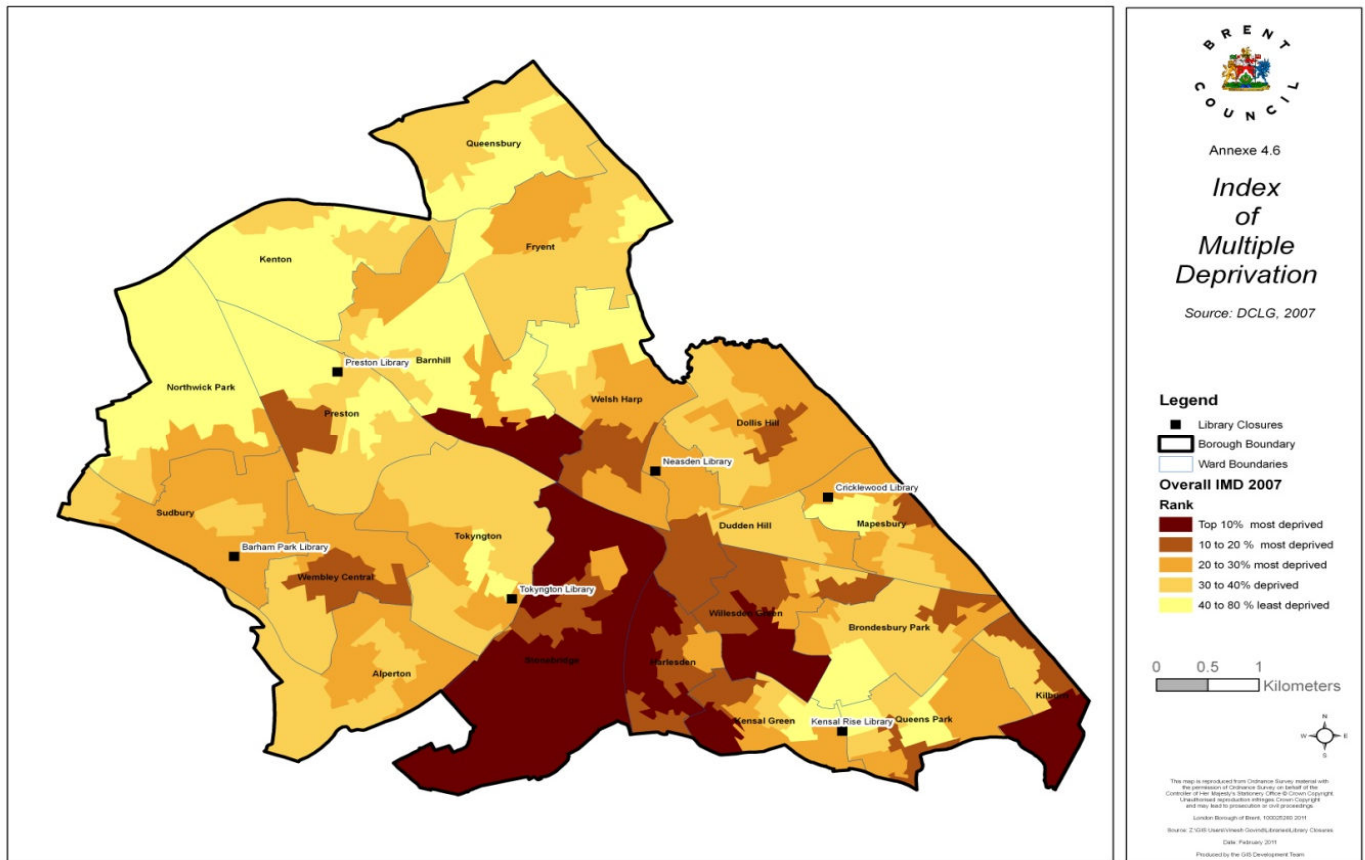 Queensbury
Fryent
Kenton
Preston Library
Barnhill
Northwick Park
Preston
Welsh Harp
Dollis Hill
Neasden Library
Cricklewood Library
Sudbury
Dudden Hill
Mapesbury
Tokyngton
Barham Park Library
Wembley Central
Tokyngton Library
Willesden Green
Brondesbury Park
Stonebridge
Harlesden
Alperton
Kilburn
Kensal Green
Kensal Rise Library
Queens Park
BRENT
COUNCIL
Annexe 4.6
Index
of
Multiple
Deprivation
Source: DCLG, 2007
Legend
Library Closures
Borough Boundary
Ward Boundaries
Overall IMD 2007
Rank
Top 10% most deprived
10 to 20 % most deprived
20 to 30% most deprived
30 to 40% deprived
40 to 80 % least deprived
0 0.5 1
Kilometers
N
W E
S
This map is reproduced from Ordnance Survey material with
the permission of Ordnance Survey on behalf of the
Controller of Her Majesty's Stationery Office © Crown Copyright.
Unauthorised reproduction infringes Crown Copyright
and may lead to prosecution or civil proceedings.
London Borough of Brent, 2011
Date: February 2011
Produced by the GIS Development Team